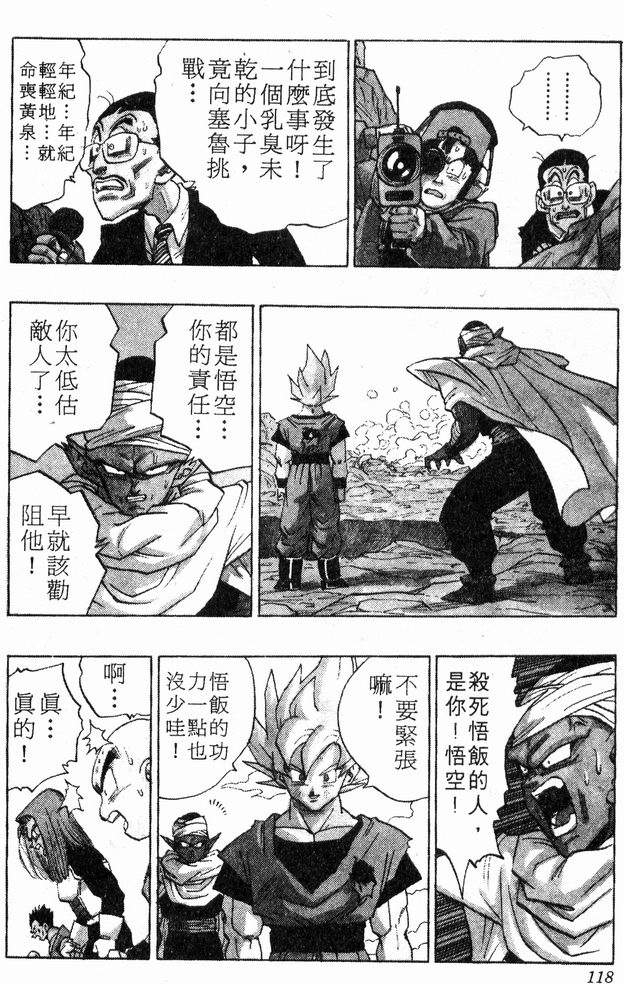 …………
到底發生了
什麼事呀！
一個乳臭未
乾的小子，
竟向塞魯挑
戰…
年紀…年紀
輕輕地…就
命喪黃泉…
都是悟空…
你的責任…
你太低估
敵人了…
早就該勸
阻他！
殺死悟飯的人，
是你！悟空！
不要緊張
嘛！
悟飯的功
力一點也
沒少哇！
啊…
眞…
眞的！
118